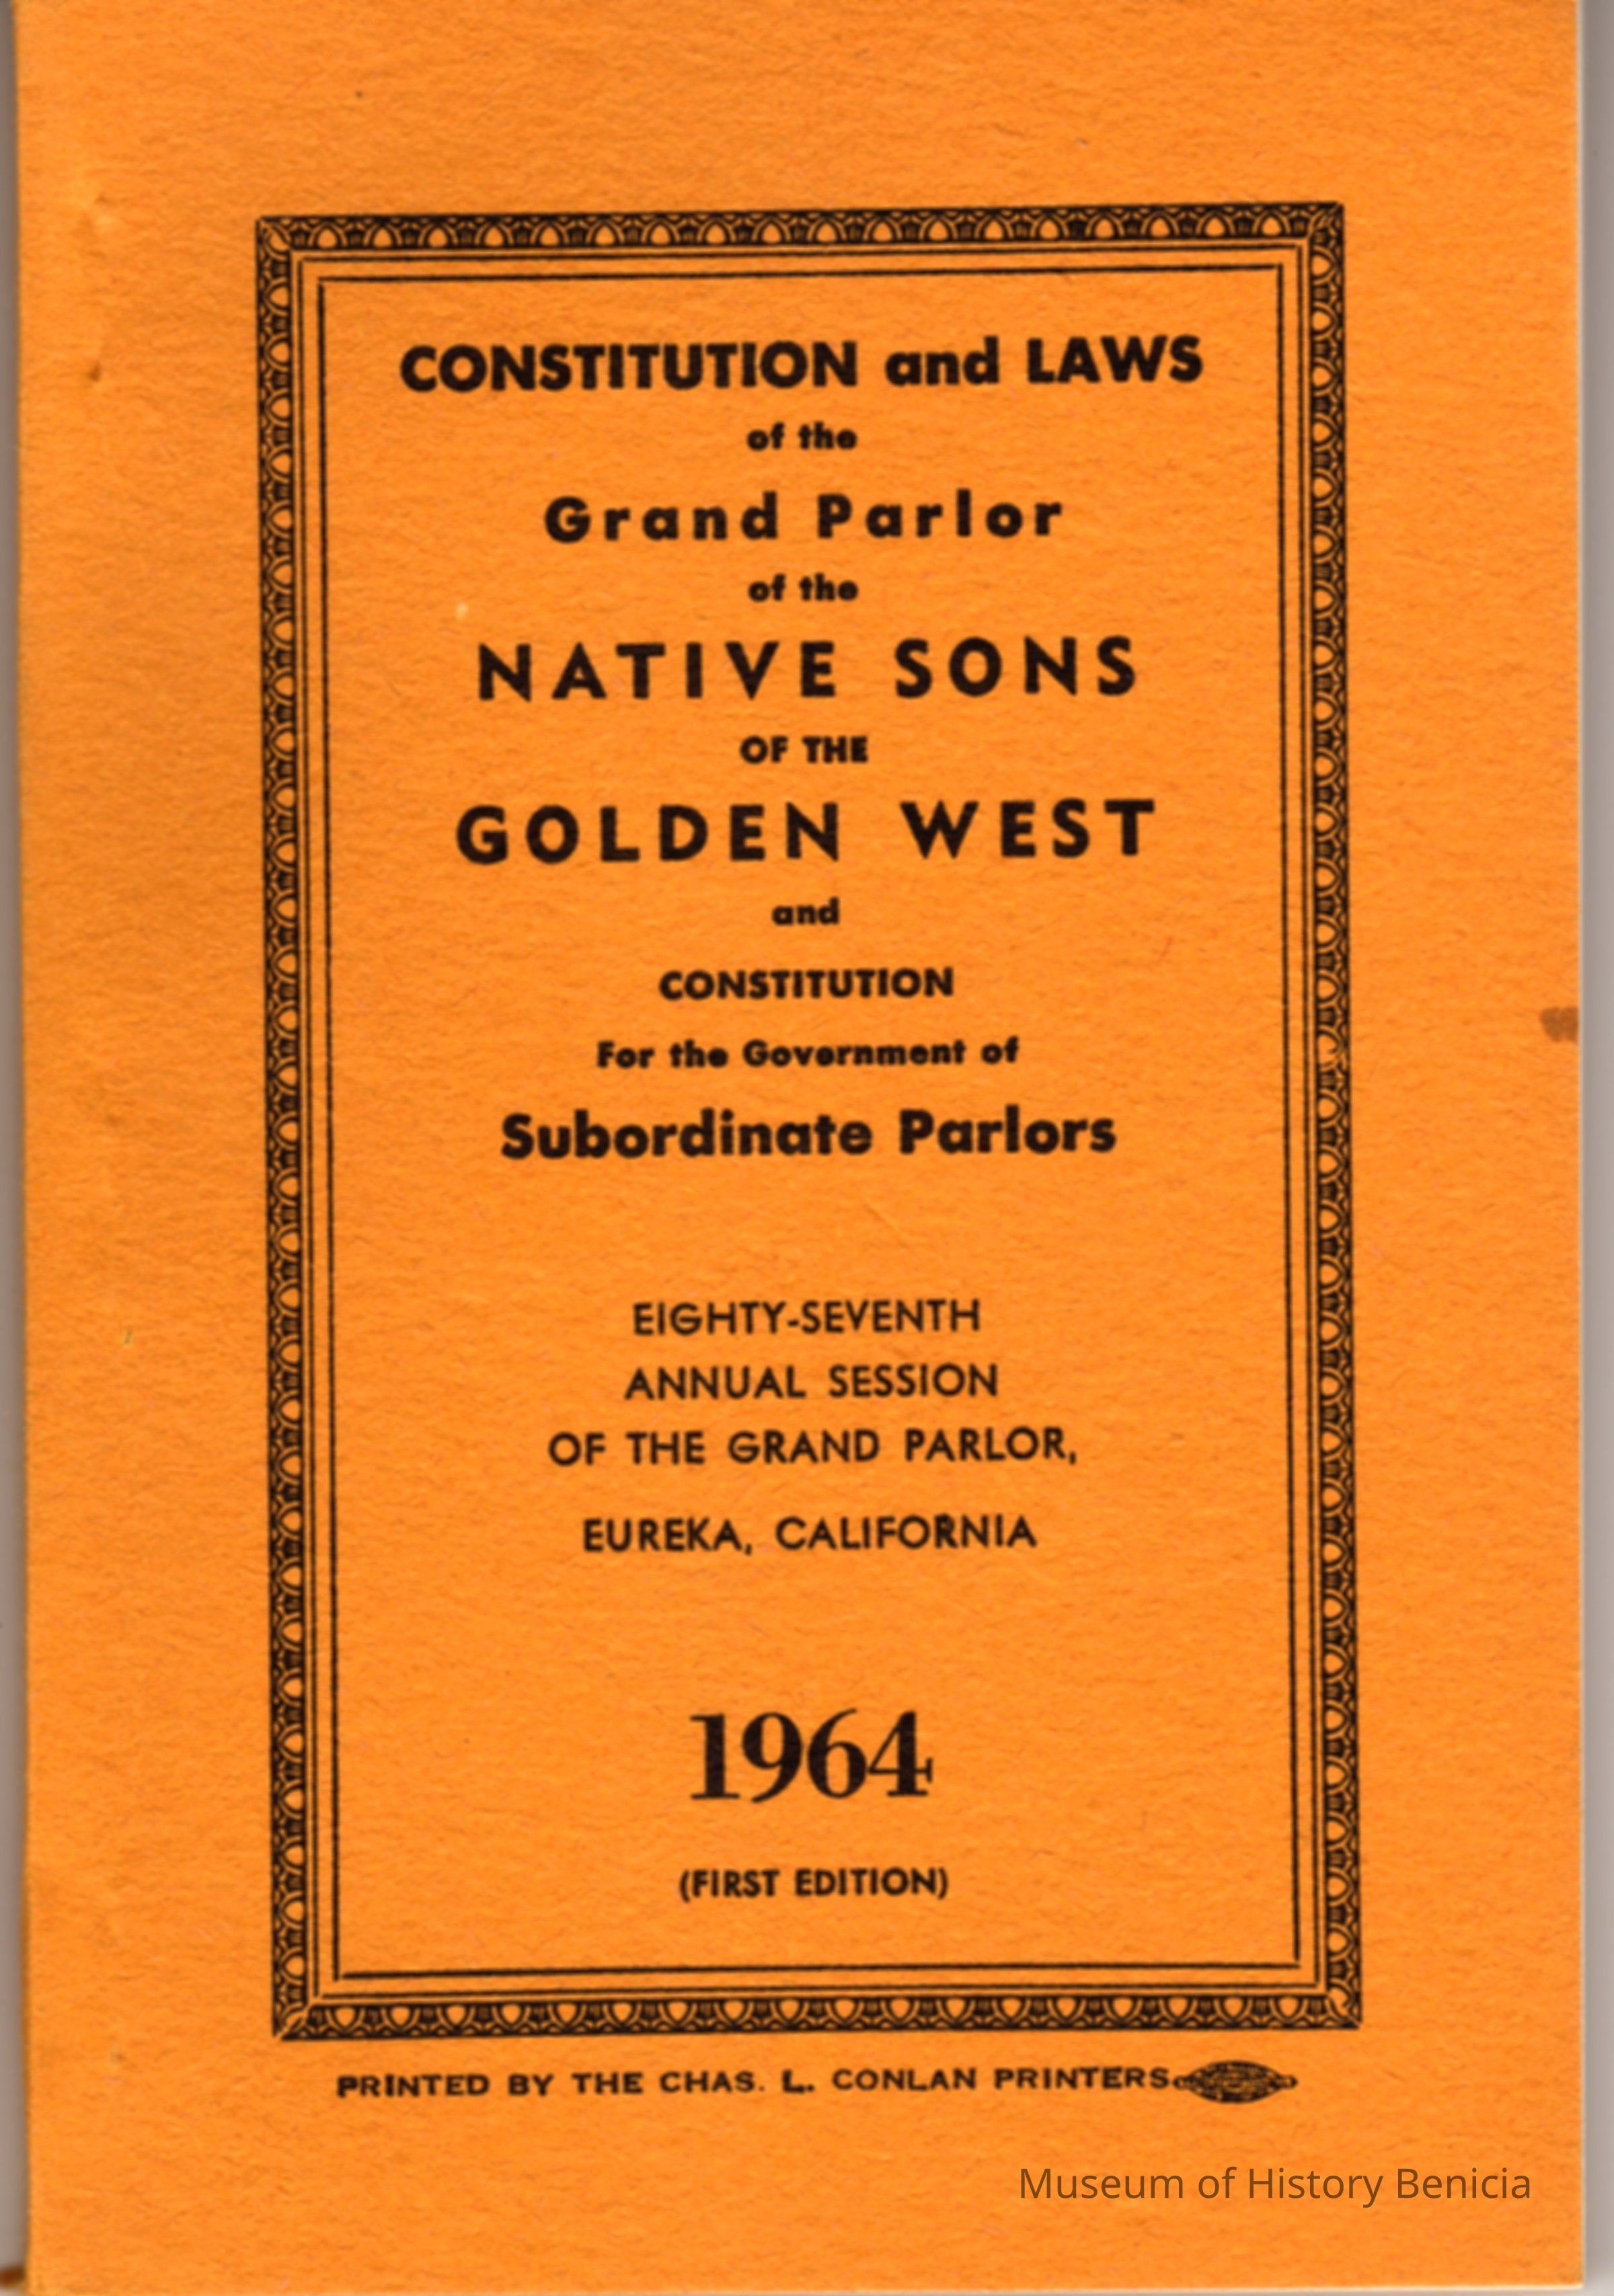 CONSTITUTION and LAWS
of the
Grand Parlor
of the
NATIVE SONS
OF THE
GOLDEN WEST
and
CONSTITUTION
For the Government of
Subordinate Parlors
EIGHTY-SEVENTH
ANNUAL SESSION
OF THE GRAND PARLOR,
EUREKA, CALIFORNIA
1964
(FIRST EDITION)
PRINTED BY THE CHAS. L. CONLAN PRINTERS
Museum of History Benicia